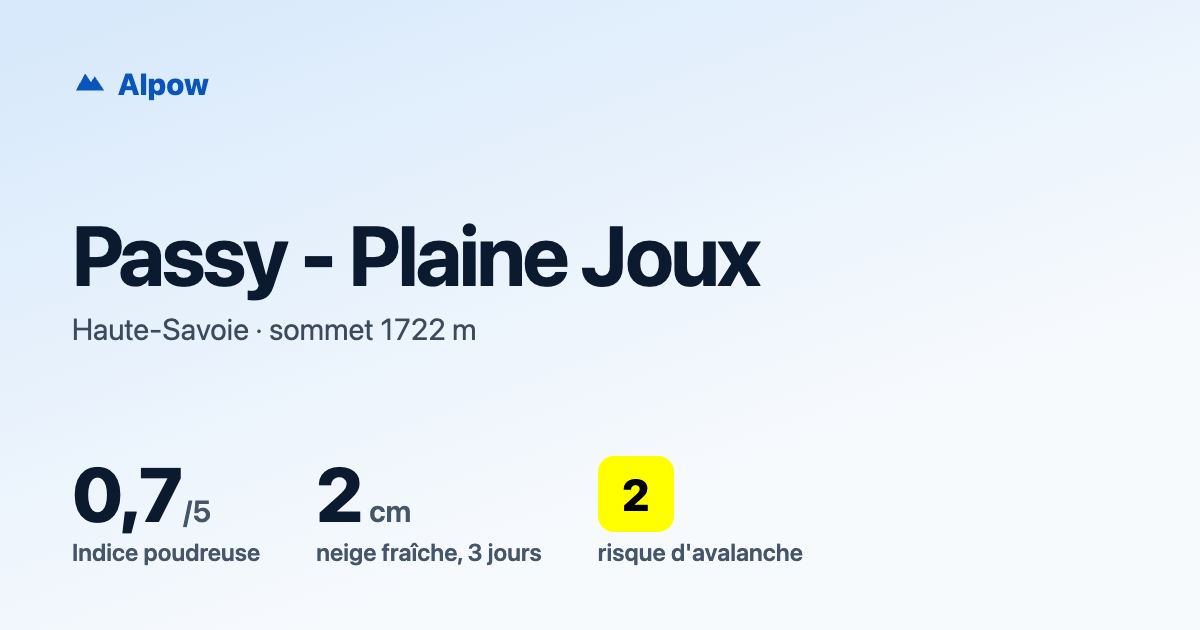 Alpow
Passy - Plaine Joux
Haute-Savoie · sommet 1722 m
0,7/5
Indice poudreuse
2 cm
neige fraîche, 3 jours
2
risque d'avalanche